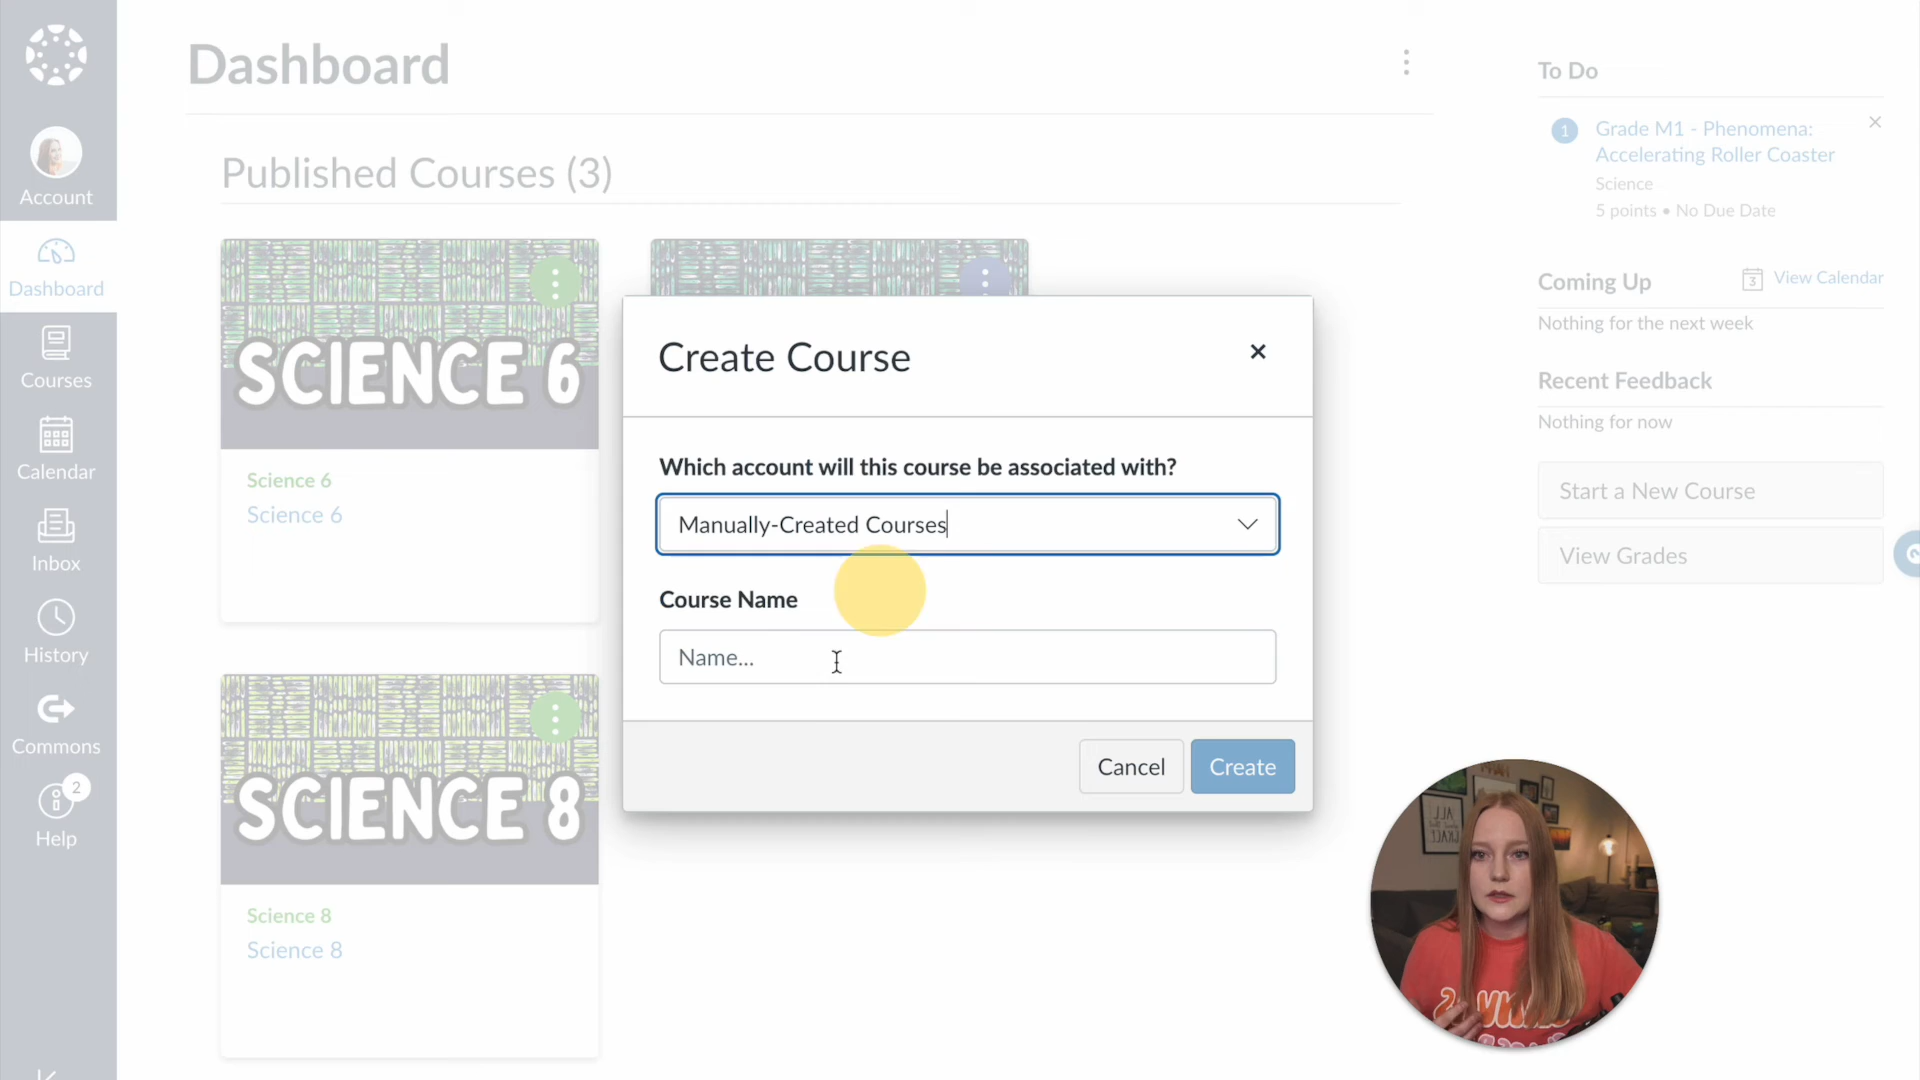 Dashboard
Account
Dashboard
Courses
Calendar
Inbox
History
Commons
2
Help
Published Courses (3)
SCIENCE 6
Science 6
Science 6
SCIENCE 8
Science 8
Science 8
Create Course
Which account will this course be associated with?
Manually-Created Courses
Course Name
Name...
Cancel
Create
To Do
1
Grade M1 - Phenomena:
Accelerating Roller Coaster
Science
5 points • No Due Date
Coming Up
3
View Calendar
Nothing for the next week
Recent Feedback
Nothing for now
Start a New Course
View Grades